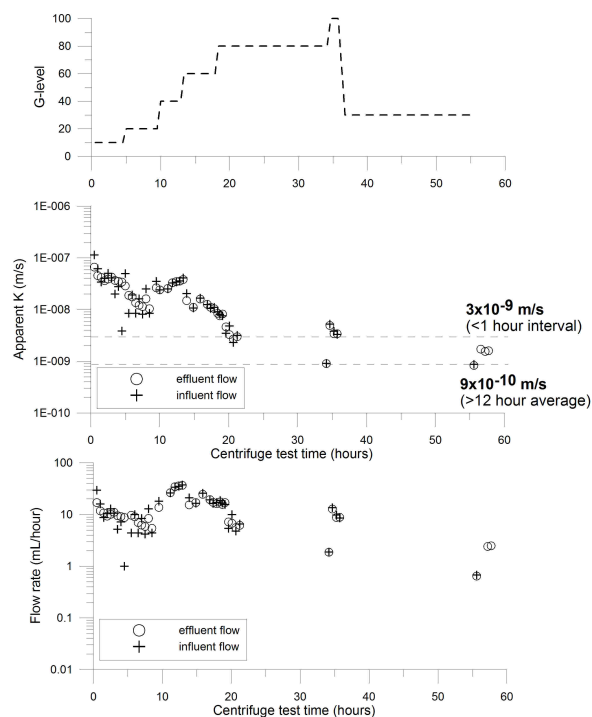 100
80
60
40
20
0
G-level
0 10 20 30 40 50 60
1E-006
1E-007
1E-008
1E-009
1E-010
Apparent K (m/s)
3x10-9 m/s
(<1 hour interval)
9x10-10 m/s
(>12 hour average)
effluent flow
influent flow
0 10 20 30 40 50 60
Centrifuge test time (hours)
100
10
1
0.1
0.01
Flow rate (mL/hour)
effluent flow
influent flow
0 10 20 30 40 50 60
Centrifuge test time (hours)